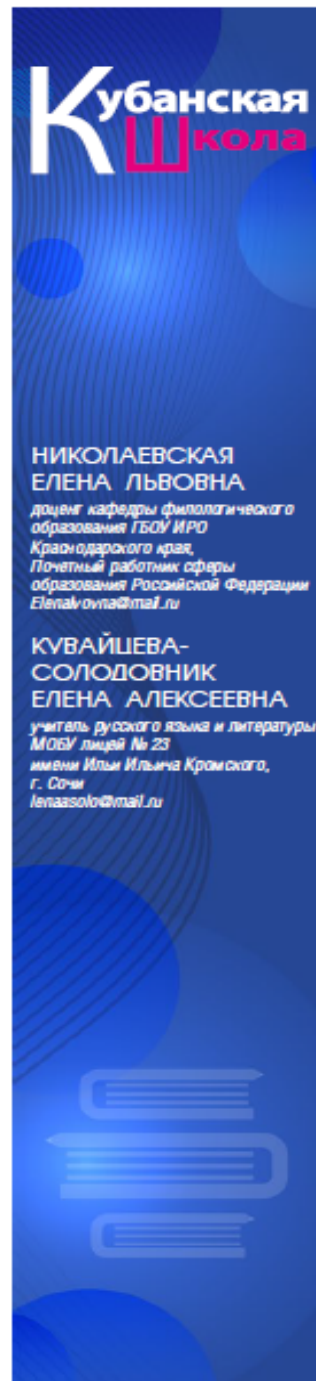 Кубанская
Школа
НИКОЛАЕВСКАЯ
ЕЛЕНА ЛЬВОВНА
доцент кафедры филологического
образования ГБОУ ИРО
Краснодарского края,
Почетный работник сферы
образования Российской Федерации
Elenalvovna@mail.ru
КУВАЙЦЕВА-
СОЛОДОВНИК
ЕЛЕНА АЛЕКСЕЕВНА
учитель русского языка и литературы
МОБУ лицей № 23
имени Ильи Ильича Кромского,
г. Сочи
lenaasolo@mail.ru